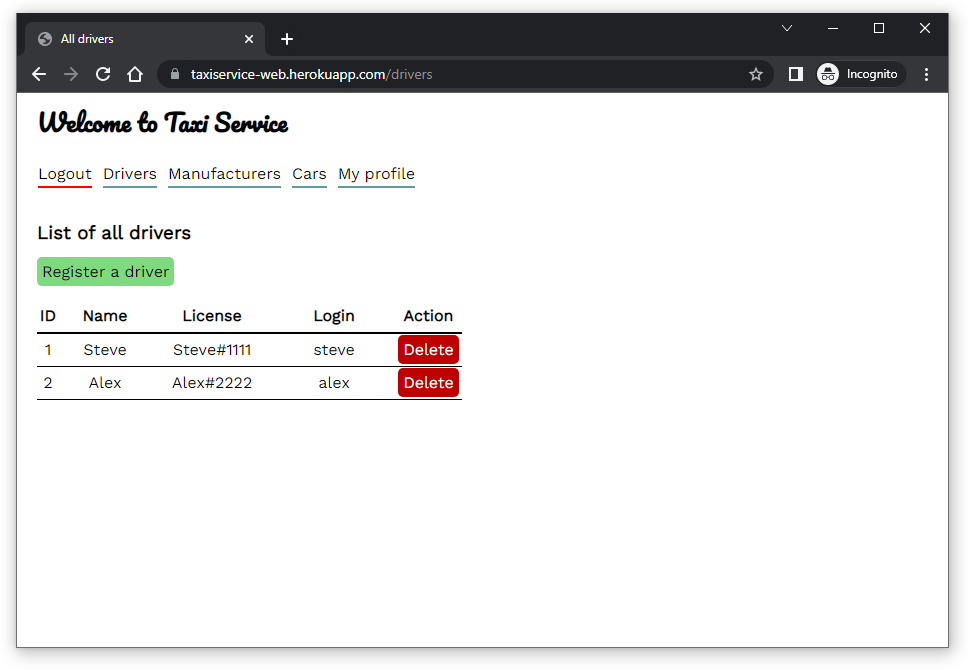 All drivers
taxiservice-web.herokuapp.com/drivers
Incognito
Welcome to Taxi Service
Logout Drivers Manufacturers Cars My profile
List of all drivers
Register a driver
ID Name License Login Action
1 Steve Steve#1111 steve Delete
2 Alex Alex#2222 alex Delete